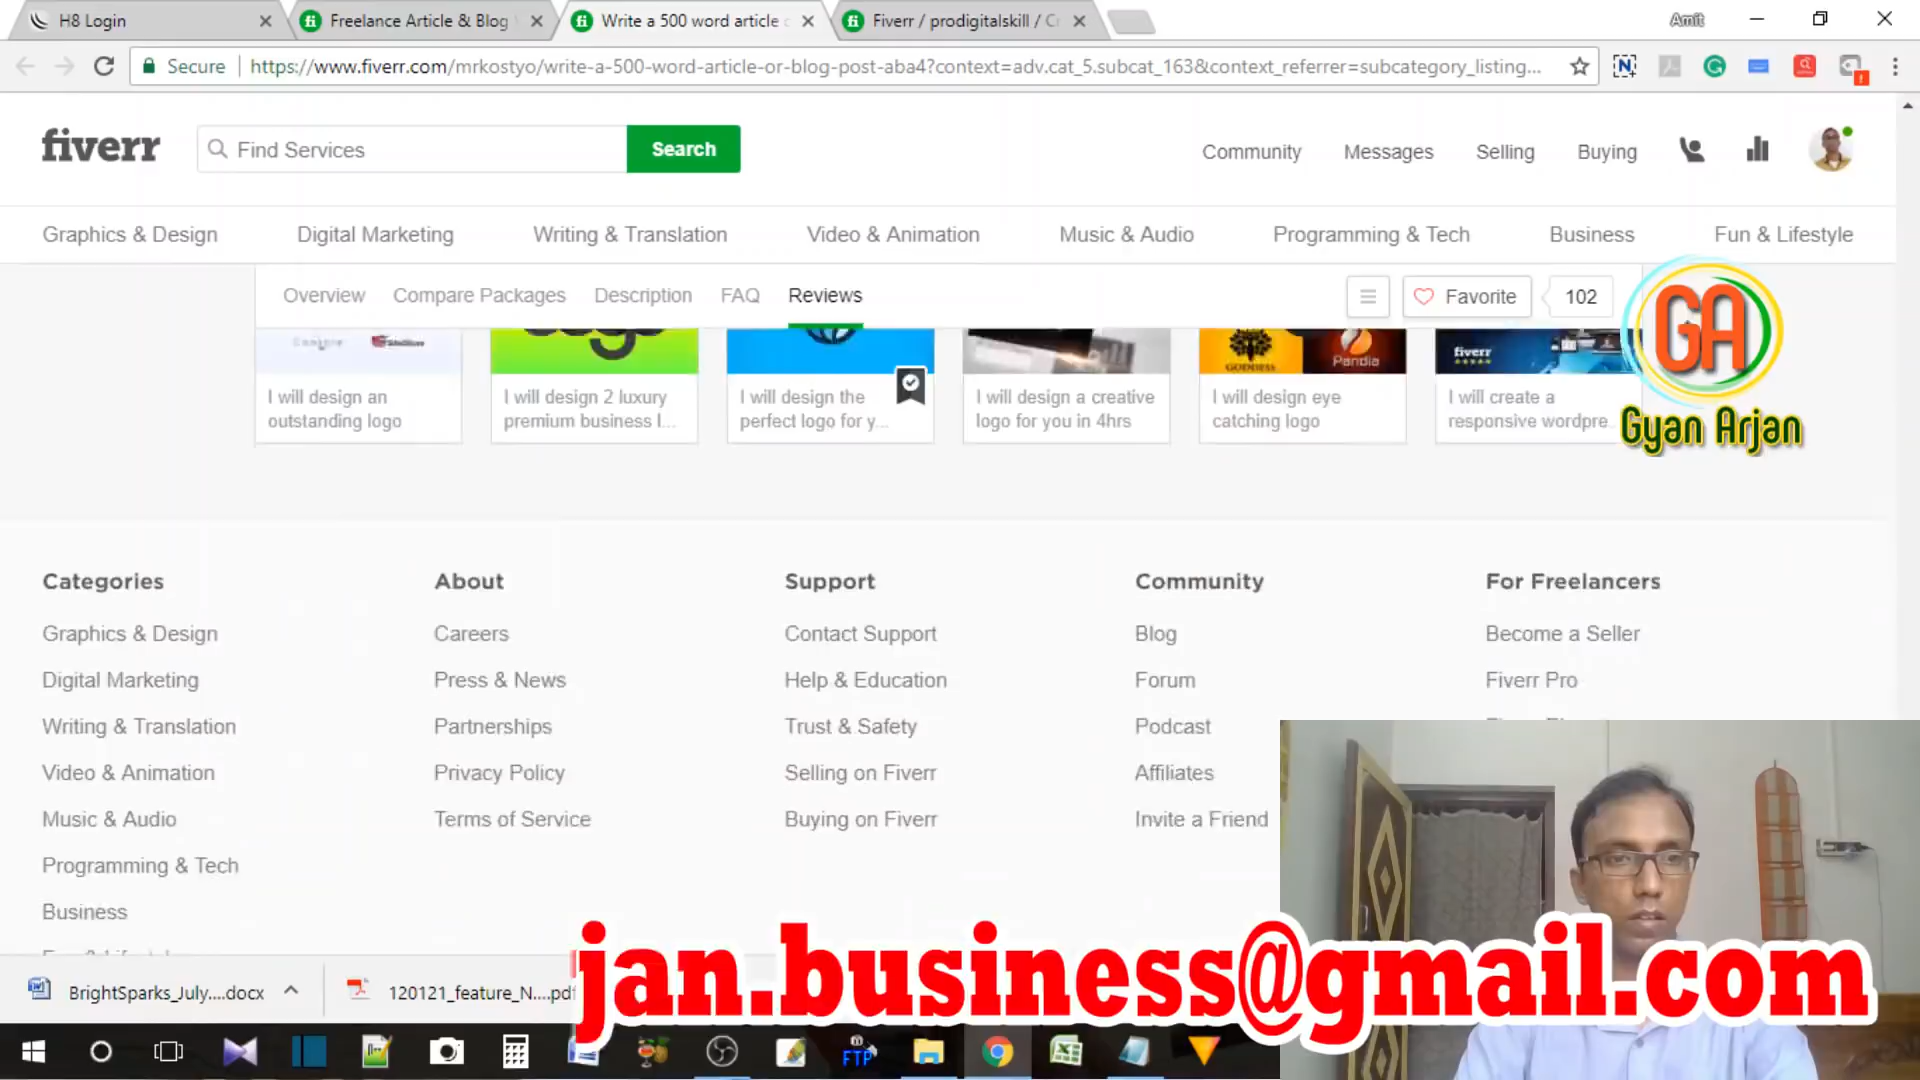 H8 Login
Freelance Article & Blog
Write a 500 word article
Fiverr / prodigitalskill / Cr
Amit
Secure
https://www.fiverr.com/mrkostyo/write-a-500-word-article-or-blog-post-aba4?context=adv.cat_5.subcat_163&context_referrer=subcategory_listing...
fiverr
Find Services
Search
Community
Messages
Selling
Buying
Graphics & Design
Digital Marketing
Writing & Translation
Video & Animation
Music & Audio
Programming & Tech
Business
Fun & Lifestyle
Overview
Compare Packages
Description
FAQ
Reviews
Favorite
102
GA
Gyan Arjan
GODDESS
Pandia
fiverr
I will design an
outstanding logo
I will design 2 luxury
premium business l...
I will design the
perfect logo for y...
I will design a creative
logo for you in 4hrs
I will design eye
catching logo
I will create a
responsive wordpre
Categories
Graphics & Design
Digital Marketing
Writing & Translation
Video & Animation
Music & Audio
Programming & Tech
Business
About
Careers
Press & News
Partnerships
Privacy Policy
Terms of Service
Support
Contact Support
Help & Education
Trust & Safety
Selling on Fiverr
Buying on Fiverr
Community
Blog
Forum
Podcast
Affiliates
Invite a Friend
For Freelancers
Become a Seller
Fiverr Pro
BrightSparks_July....docx
120121_feature_N....pdf
jan.business@gmail.com
FTP